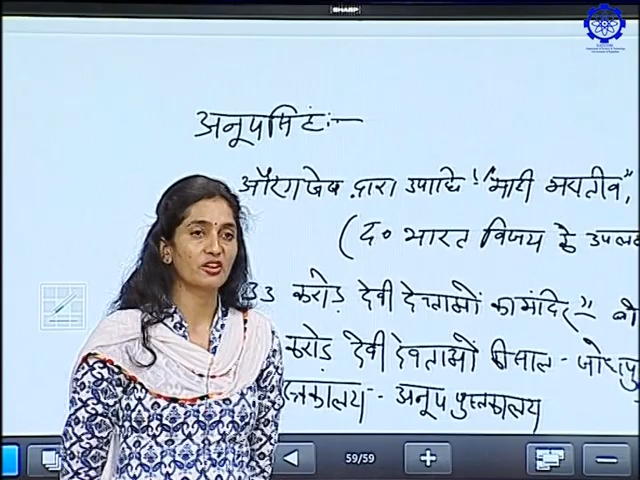 SHARP
अनूपसिंह:-
औरंगजेब द्वारा उपाधि :- "माही भरातीव",
(द० भारत विजय के उपल
33 करोड़ देवी देवताओं का मंदिर :-
करोड़ देवी देवताओं की साल - जोधपु
पुस्तकालय - अनूप पुस्तकालय
59/59